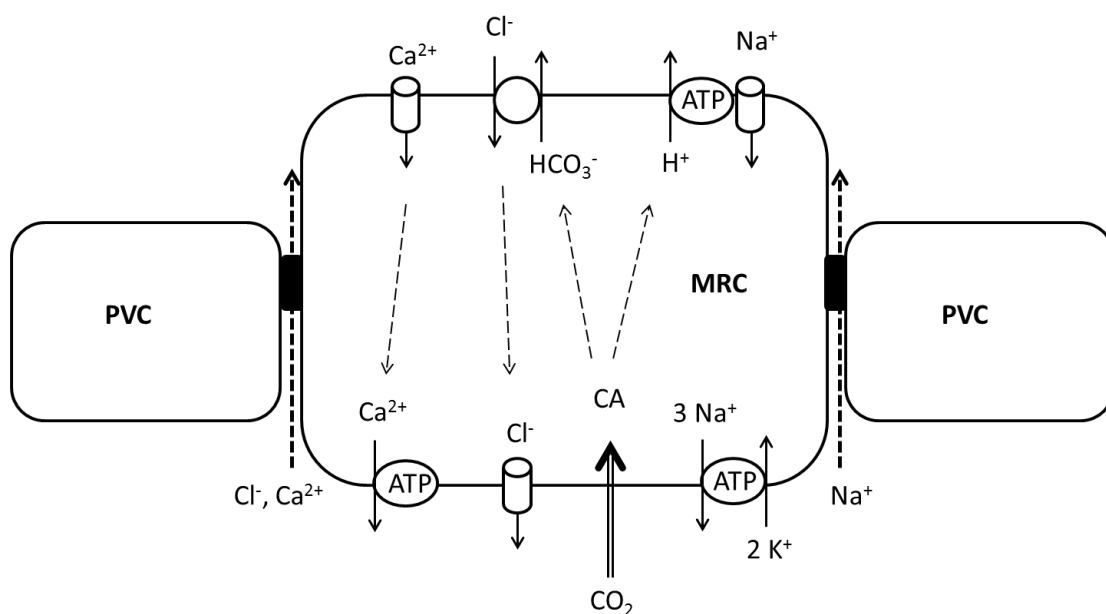 Cl⁻
Ca²⁺
Na⁺
ATP
HCO₃⁻
H⁺
PVC
MRC
PVC
CA
Ca²⁺
3 Na⁺
Cl⁻
Cl⁻, Ca²⁺
ATP
ATP
Na⁺
2 K⁺
CO₂